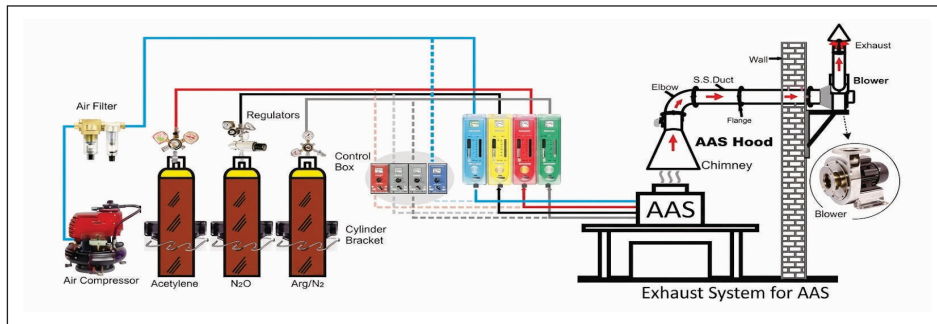 Air Filter
Regulators
Control
Box
Cylinder
Bracket
Air Compressor
Acetylene
N₂O
Arg/N₂
Wall
Exhaust
Blower
S.S.Duct
Elbow
Flange
AAS Hood
Chimney
AAS
Blower
Exhaust System for AAS